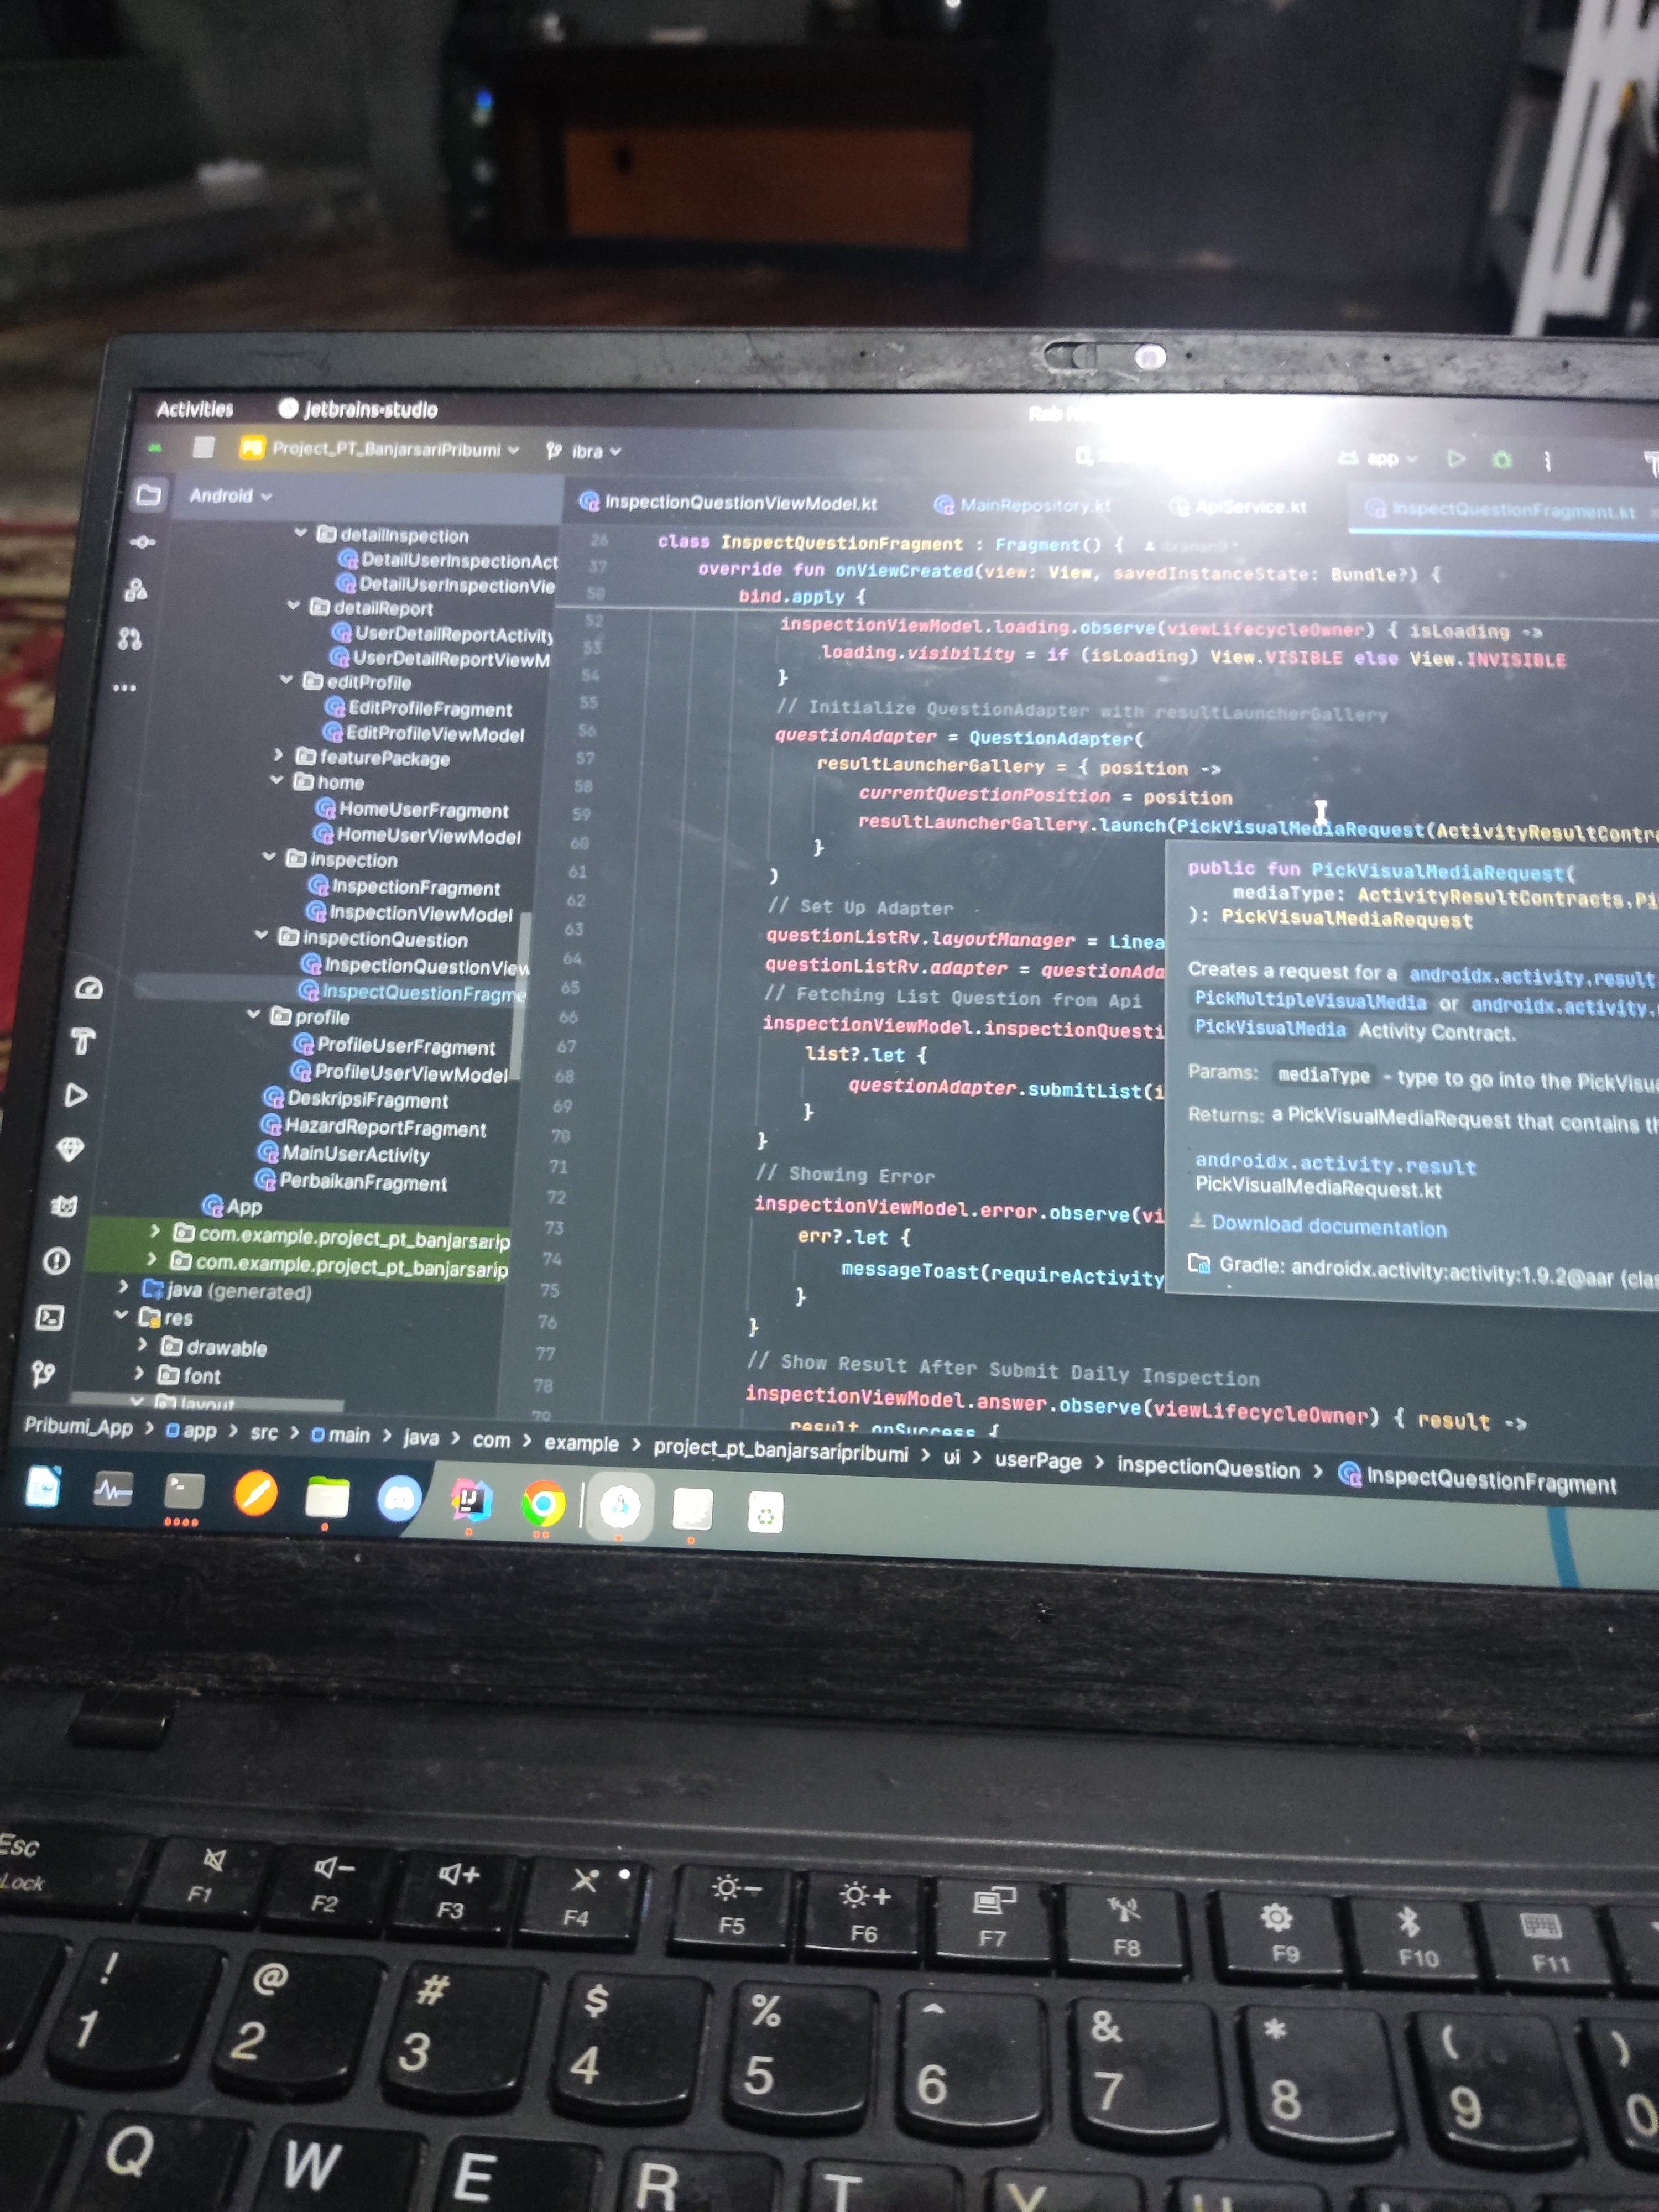 Activities jetbrains-studio Rab
Project_PT_BanjarsariPribumi ibra app
Android
InspectionQuestionViewModel.kt MainRepository.kt ApiService.kt InspectQuestionFragment.kt
detailInspection
DetailUserInspectionAct
DetailUserInspectionVie
detailReport
UserDetailReportActivity
UserDetailReportViewM
editProfile
EditProfileFragment
EditProfileViewModel
featurePackage
home
HomeUserFragment
HomeUserViewModel
inspection
InspectionFragment
InspectionViewModel
inspectionQuestion
InspectionQuestionView
InspectQuestionFragme
profile
ProfileUserFragment
ProfileUserViewModel
DeskripsiFragment
HazardReportFragment
MainUserActivity
PerbaikanFragment
App
com.example.project_pt_banjarsarip
com.example.project_pt_banjarsarip
java (generated)
res
drawable
font
layout
26 class InspectQuestionFragment : Fragment() {
37 override fun onViewCreated(view: View, savedInstanceState: Bundle?) {
50 bind.apply {
52 inspectionViewModel.loading.observe(viewLifecycleOwner) { isLoading ->
53 loading.visibility = if (isLoading) View.VISIBLE else View.INVISIBLE
54 }
55 // Initialize QuestionAdapter with resultLauncherGallery
56 questionAdapter = QuestionAdapter(
57 resultLauncherGallery = { position ->
58 currentQuestionPosition = position
59 resultLauncherGallery.launch(PickVisualMediaRequest(ActivityResultContra
60 }
61 )
62 // Set Up Adapter
63 questionListRv.layoutManager = Linea
64 questionListRv.adapter = questionAda
65 // Fetching List Question from Api
66 inspectionViewModel.inspectionQuesti
67 list?.let {
68 questionAdapter.submitList(i
69 }
70 }
71 // Showing Error
72 inspectionViewModel.error.observe(vi
73 err?.let {
74 messageToast(requireActivity
75 }
76 }
77 // Show Result After Submit Daily Inspection
78 inspectionViewModel.answer.observe(viewLifecycleOwner) { result ->
79 result.onSuccess {
public fun PickVisualMediaRequest(
mediaType: ActivityResultContracts.Pi
): PickVisualMediaRequest
Creates a request for a androidx.activity.result
PickMultipleVisualMedia or androidx.activity.
PickVisualMedia Activity Contract.
Params: mediaType - type to go into the PickVisu
Returns: a PickVisualMediaRequest that contains th
androidx.activity.result
PickVisualMediaRequest.kt
Download documentation
Gradle: androidx.activity:activity:1.9.2@aar (clas
Pribumi_App > app > src > main > java > com > example > project_pt_banjarsaripribumi > ui > userPage > inspectionQuestion > InspectQuestionFragment
Esc
Lock
F1 F2 F3 F4 F5 F6 F7 F8 F9 F10 F11
! @ # $ % ^ & * ( )
1 2 3 4 5 6 7 8 9 0
Q W E R T Y